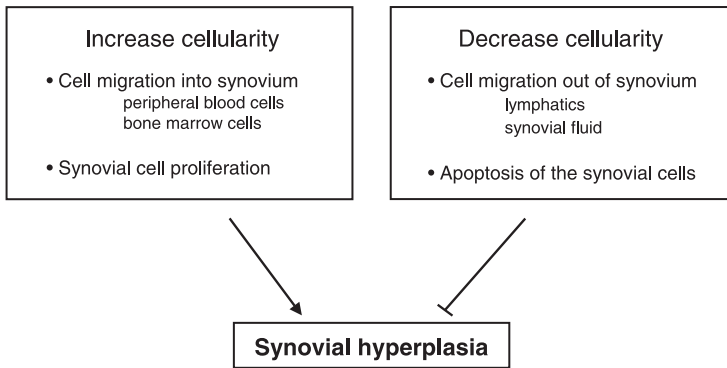 Increase cellularity
• Cell migration into synovium
peripheral blood cells
bone marrow cells
• Synovial cell proliferation
Decrease cellularity
• Cell migration out of synovium
lymphatics
synovial fluid
• Apoptosis of the synovial cells
Synovial hyperplasia